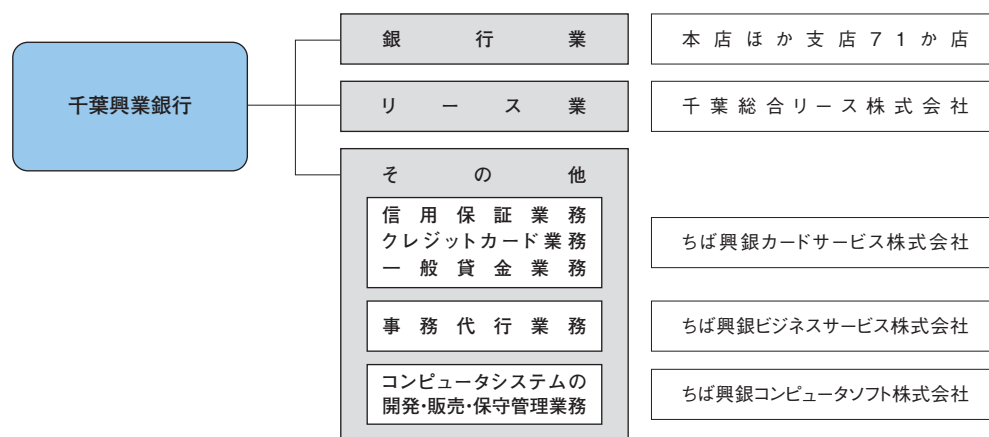 千葉興業銀行
銀行業
本店ほか支店71か店
リース業
千葉総合リース株式会社
その他
信用保証業務
クレジットカード業務
一般貸金業務
ちば興銀カードサービス株式会社
事務代行業務
ちば興銀ビジネスサービス株式会社
コンピュータシステムの
開発・販売・保守管理業務
ちば興銀コンピュータソフト株式会社